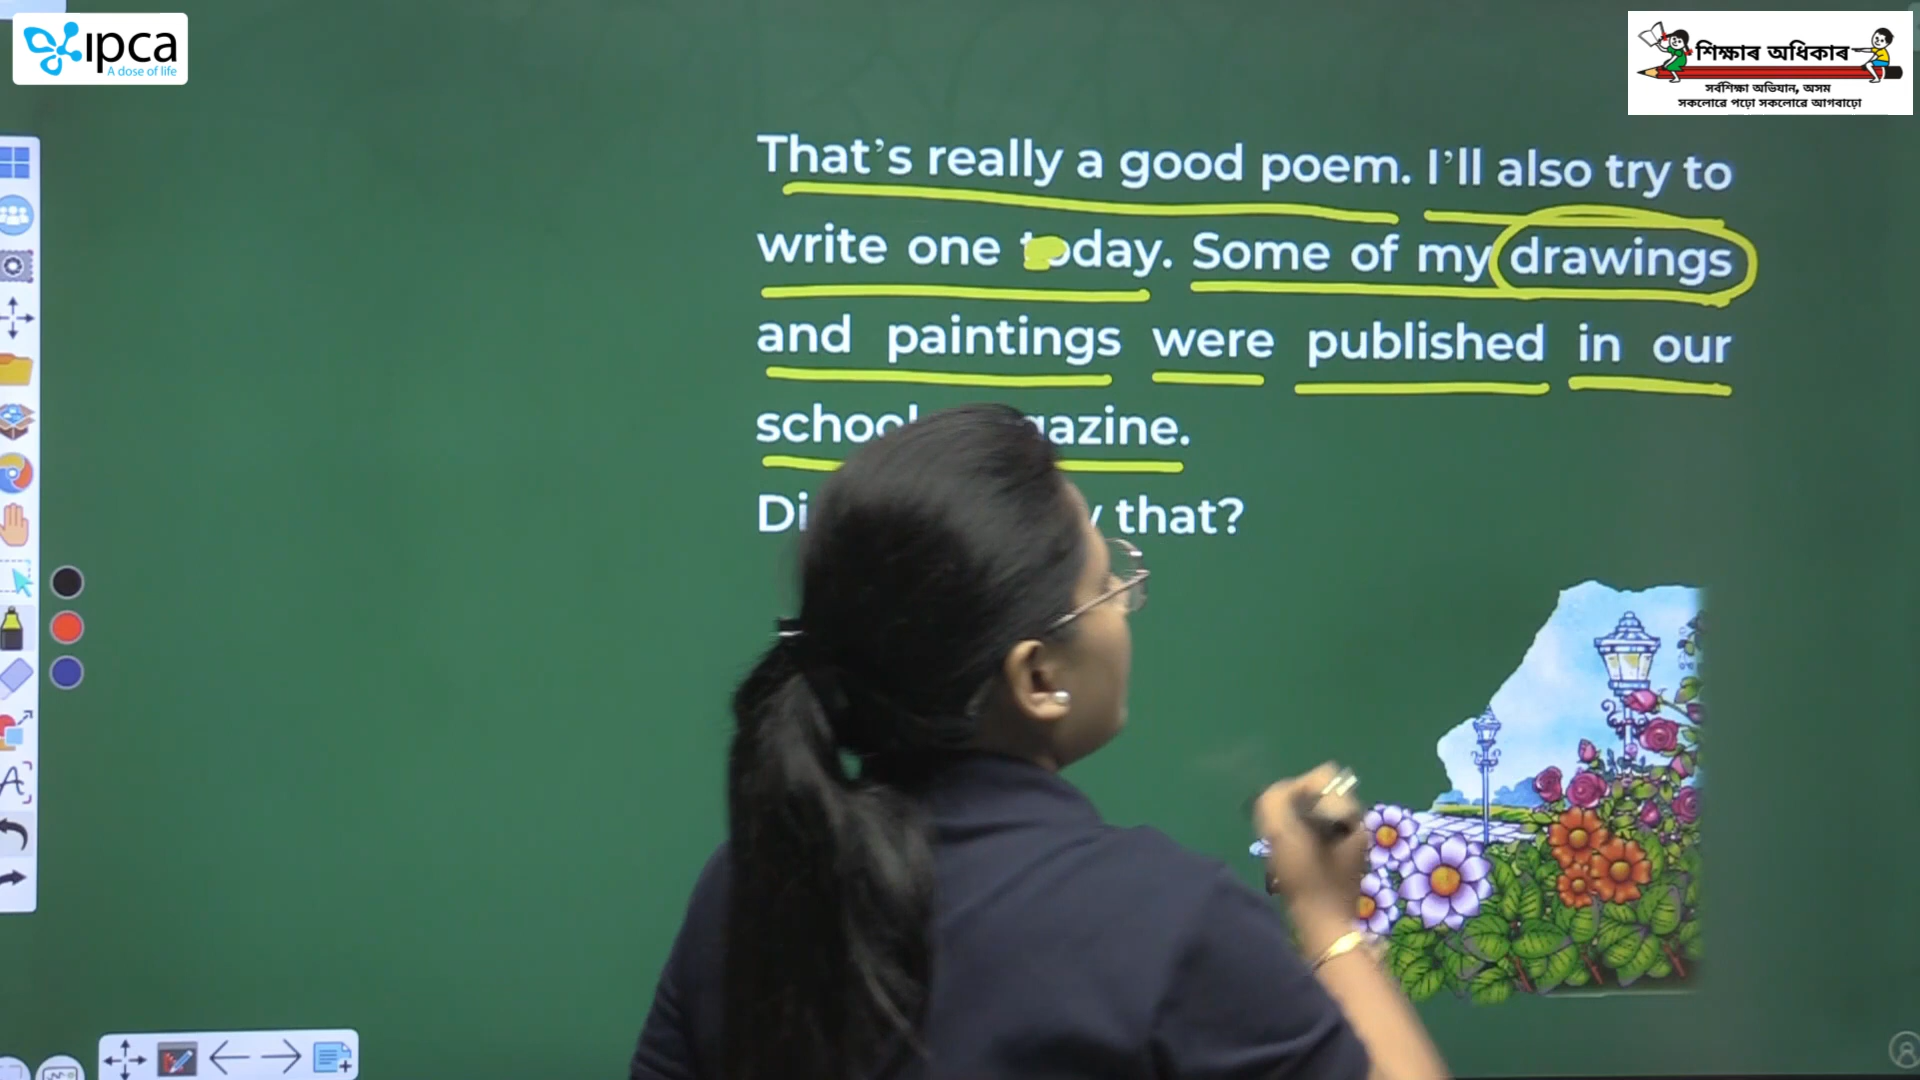 ipca
A dose of life
শিক্ষাৰ অধিকাৰ
সৰ্বশিক্ষা অভিযান, অসম
সকলোৱে পঢ়ো সকলোৱে আগবাঢ়ো
That's really a good poem. I'll also try to
write one today. Some of my drawings
and paintings were published in our
school magazine.
that?